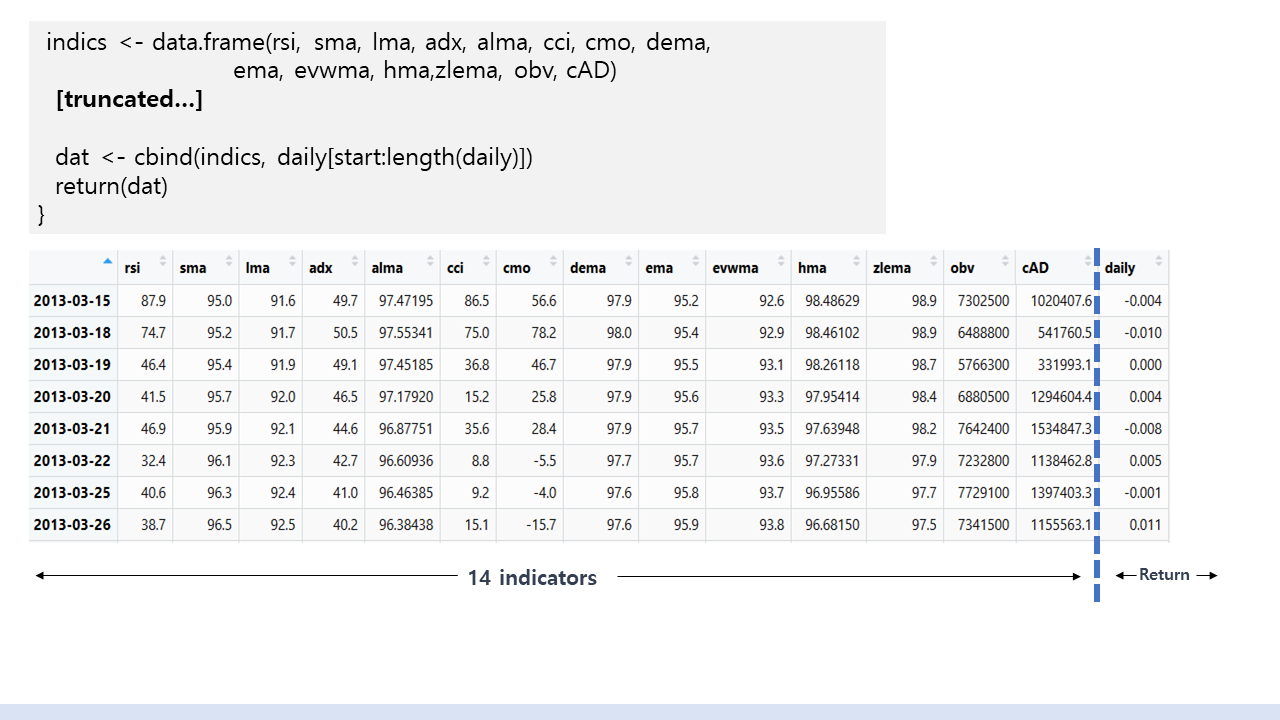 indics <- data.frame(rsi, sma, lma, adx, alma, cci, cmo, dema,
ema, evwma, hma,zlema, obv, cAD)
[truncated...]
dat <- cbind(indics, daily[start:length(daily)])
return(dat)
}
rsi sma lma adx alma cci cmo dema ema evwma hma zlema obv cAD daily
2013-03-15 87.9 95.0 91.6 49.7 97.47195 86.5 56.6 97.9 95.2 92.6 98.48629 98.9 7302500 1020407.6 -0.004
2013-03-18 74.7 95.2 91.7 50.5 97.55341 75.0 78.2 98.0 95.4 92.9 98.46102 98.9 6488800 541760.5 -0.010
2013-03-19 46.4 95.4 91.9 49.1 97.45185 36.8 46.7 97.9 95.5 93.1 98.26118 98.7 5766300 331993.1 0.000
2013-03-20 41.5 95.7 92.0 46.5 97.17920 15.2 25.8 97.9 95.6 93.3 97.95414 98.4 6880500 1294604.4 0.004
2013-03-21 46.9 95.9 92.1 44.6 96.87751 35.6 28.4 97.9 95.7 93.5 97.63948 98.2 7642400 1534847.3 -0.008
2013-03-22 32.4 96.1 92.3 42.7 96.60936 8.8 -5.5 97.7 95.7 93.6 97.27331 97.9 7232800 1138462.8 0.005
2013-03-25 40.6 96.3 92.4 41.0 96.46385 9.2 -4.0 97.6 95.8 93.7 96.95586 97.7 7729100 1397403.3 -0.001
2013-03-26 38.7 96.5 92.5 40.2 96.38438 15.1 -15.7 97.6 95.9 93.8 96.68150 97.5 7341500 1155563.1 0.011
14 indicators
Return